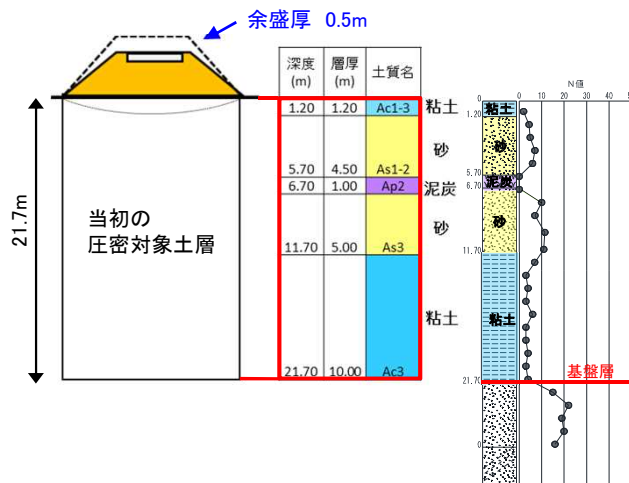 余盛厚 0.5m
深度
(m)
層厚
(m)
土質名
1.20 1.20 Ac1-3
5.70 4.50 As1-2
6.70 1.00 Ap2
11.70 5.00 As3
21.70 10.00 Ac3
粘土
砂
泥炭
砂
粘土
21.7m
当初の
圧密対象土層
N値
0 0 10 20 30 40 5
1.20
5.70
6.70
11.70
21.70
粘土
砂
泥炭
砂
粘土
基盤層
0